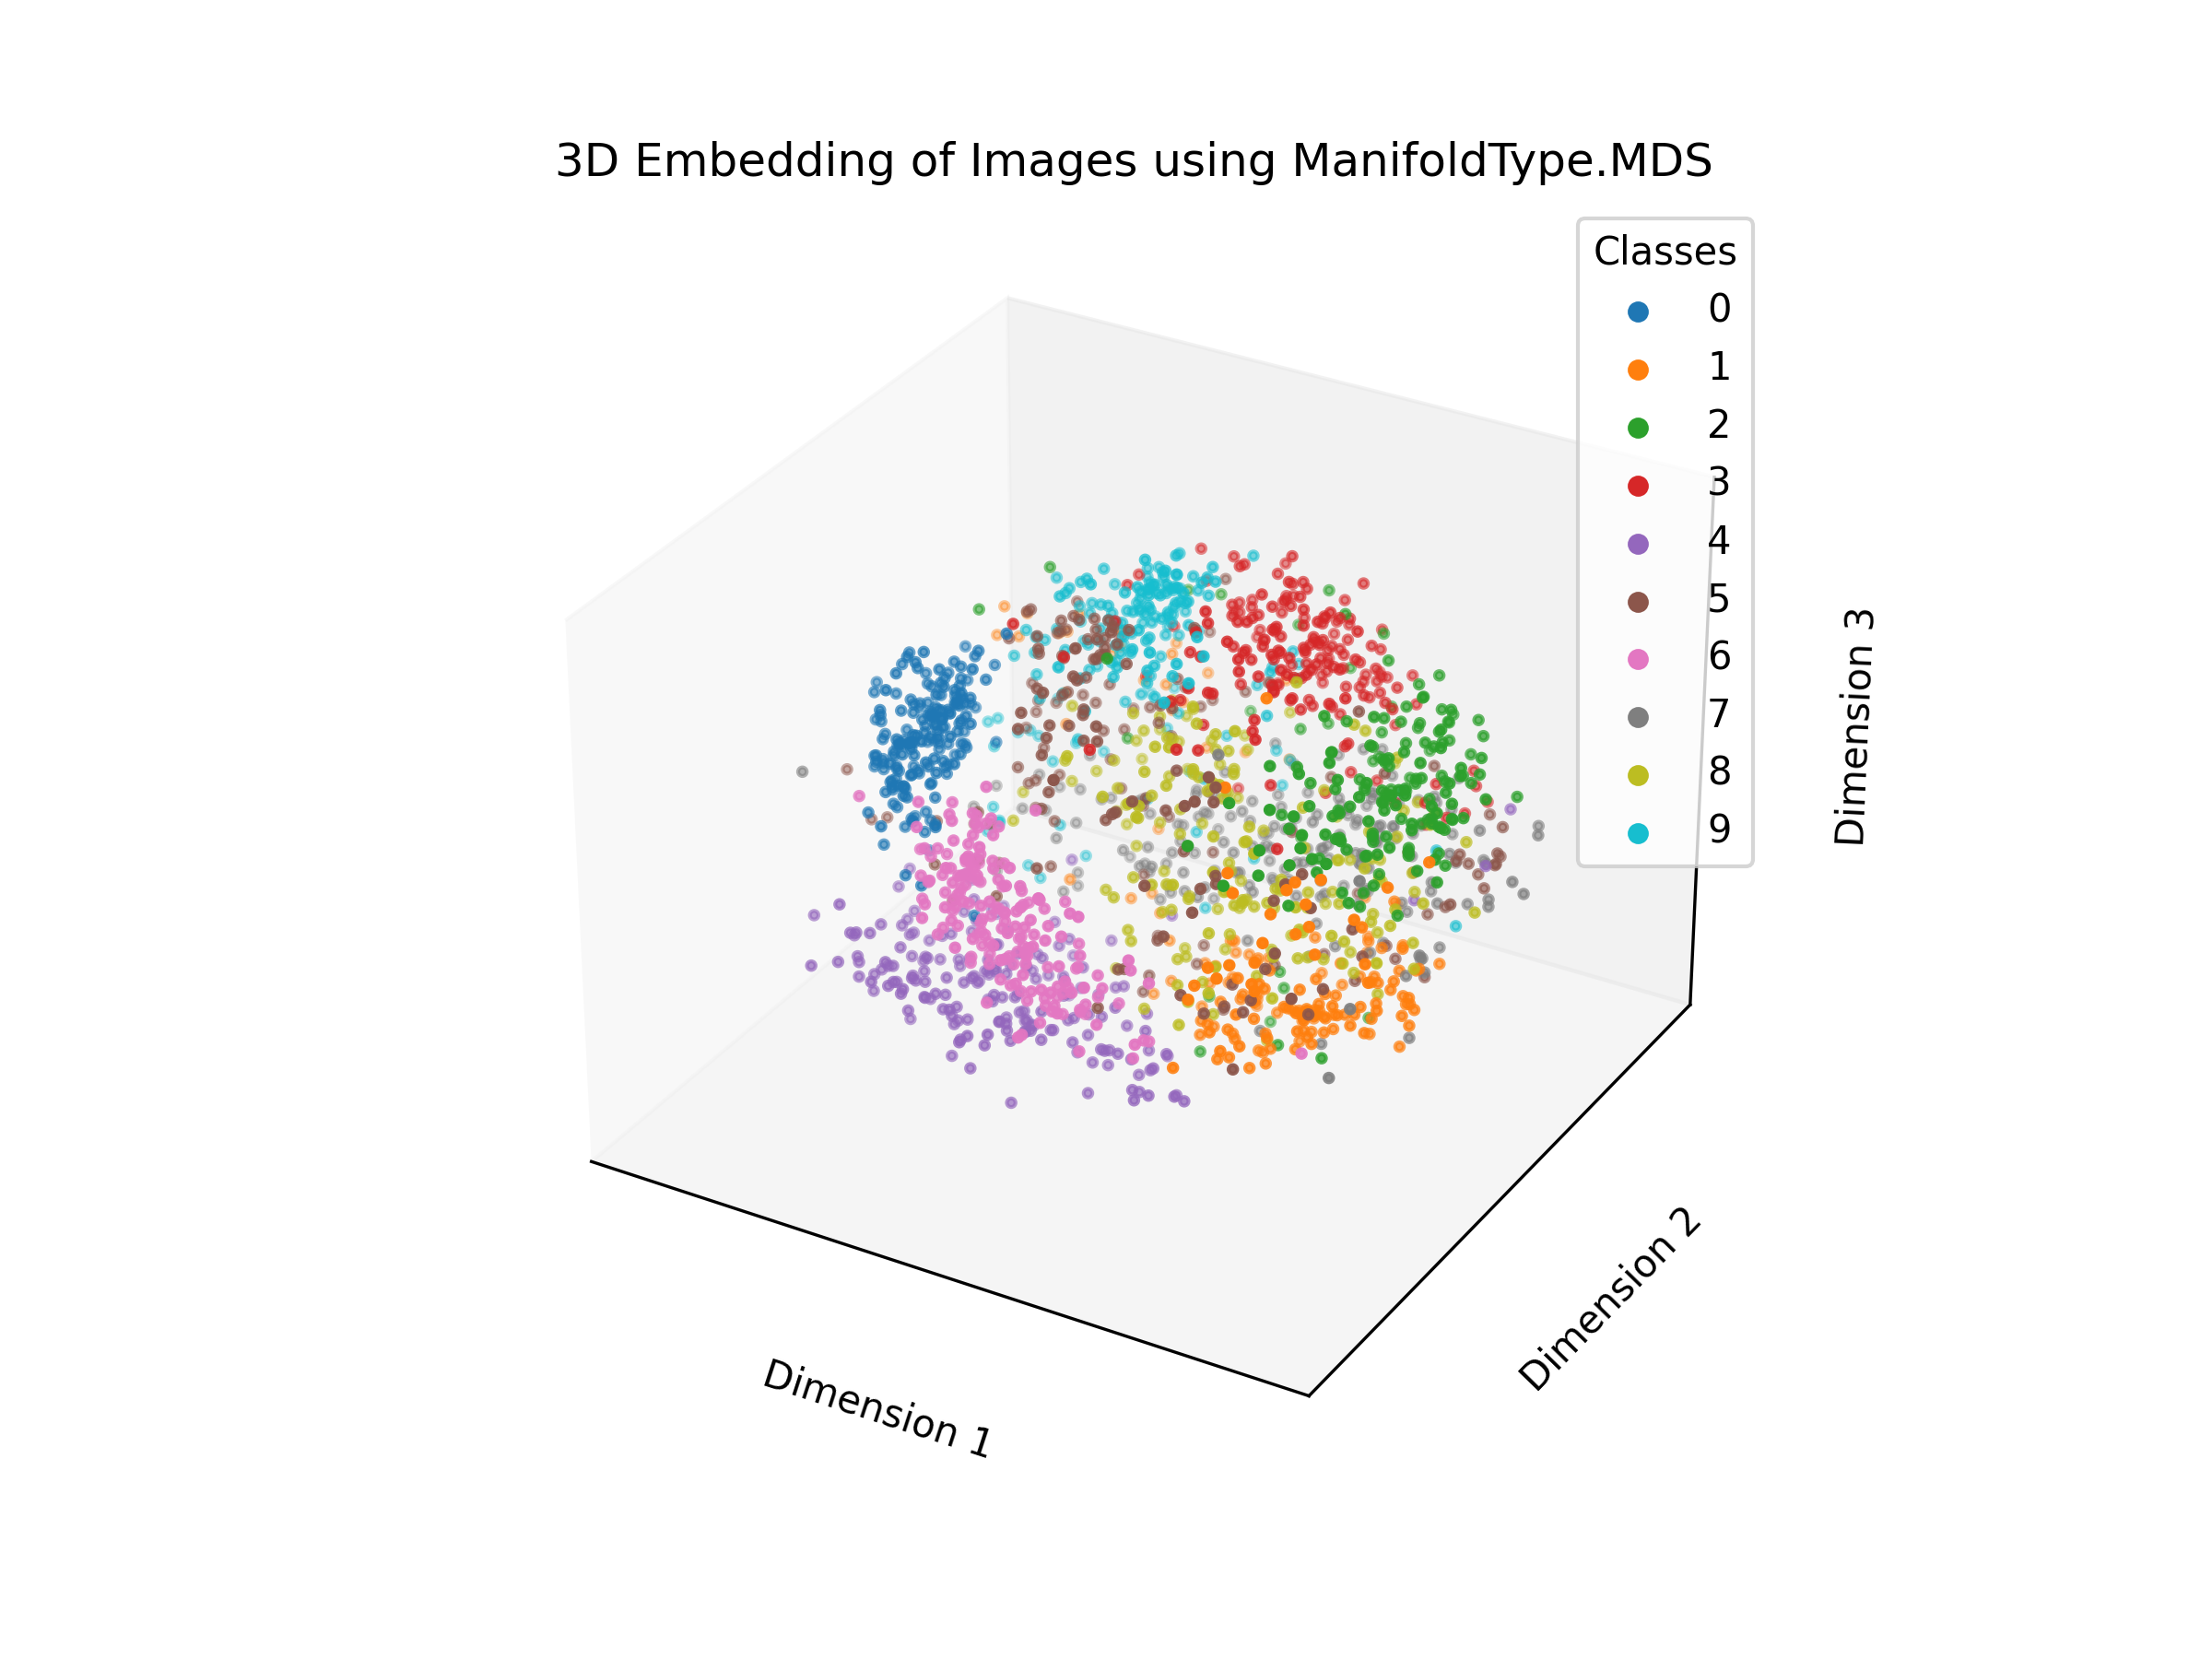 3D Embedding of Images using ManifoldType.MDS
Classes
0
1
2
3
4
5
6
7
8
9
Dimension 3
Dimension 2
Dimension 1